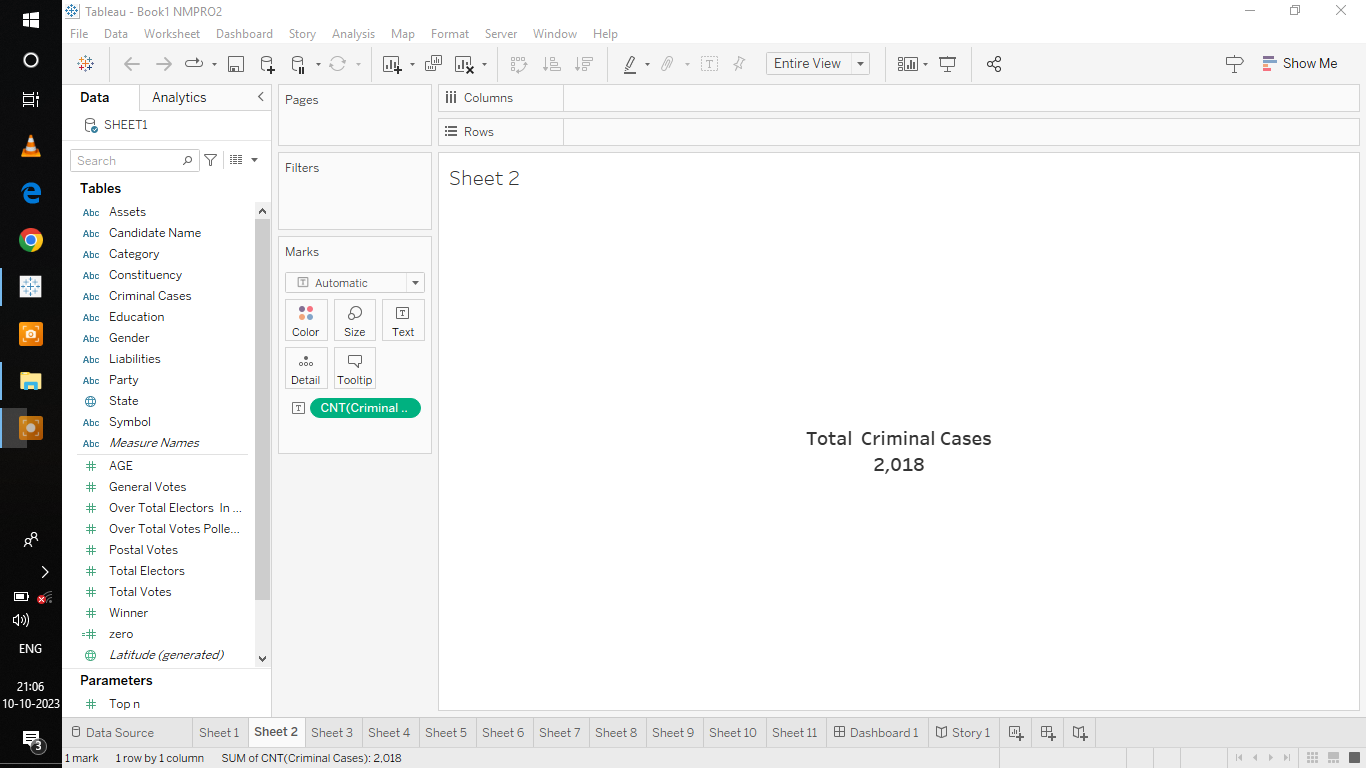 Tableau - Book1 NMPRO2
File Data Worksheet Dashboard Story Analysis Map Format Server Window Help
Entire View
Show Me
Data Analytics
SHEET1
Search
Tables
Abc Assets
Abc Candidate Name
Abc Category
Abc Constituency
Abc Criminal Cases
Abc Education
Abc Gender
Abc Liabilities
Abc Party
State
Abc Symbol
Abc Measure Names
# AGE
# General Votes
# Over Total Electors In ...
# Over Total Votes Polle...
# Postal Votes
# Total Electors
# Total Votes
# Winner
=# zero
Latitude (generated)
Parameters
# Top n
Pages
Filters
Marks
T Automatic
Color Size Text
Detail Tooltip
T CNT(Criminal ..
Columns
Rows
Sheet 2
Total Criminal Cases
2,018
Data Source Sheet 1 Sheet 2 Sheet 3 Sheet 4 Sheet 5 Sheet 6 Sheet 7 Sheet 8 Sheet 9 Sheet 10 Sheet 11 Dashboard 1 Story 1
1 mark 1 row by 1 column SUM of CNT(Criminal Cases): 2,018
ENG
21:06
10-10-2023
3